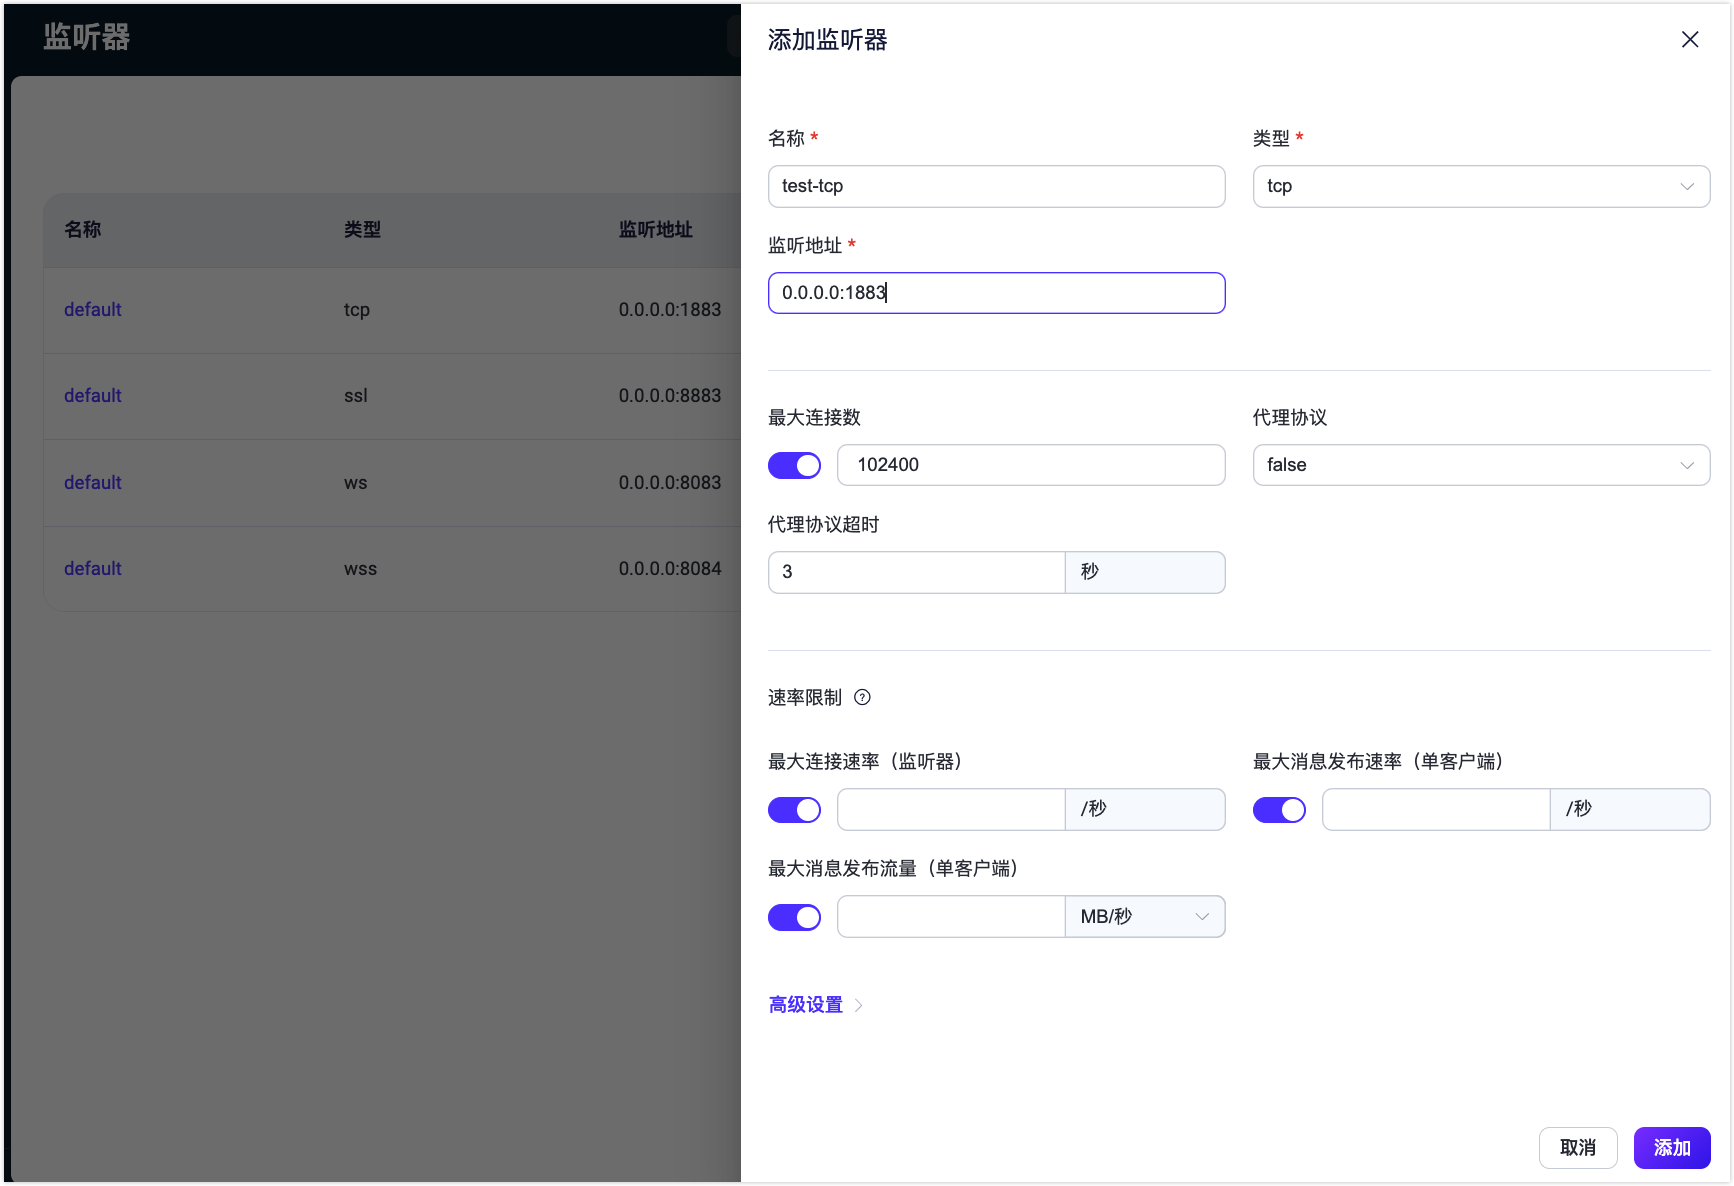 监听器
名称 类型 监听地址
default tcp 0.0.0.0:1883
default ssl 0.0.0.0:8883
default ws 0.0.0.0:8083
default wss 0.0.0.0:8084
添加监听器
名称 * 类型 *
test-tcp tcp
监听地址 *
0.0.0.0:1883
最大连接数 代理协议
102400 false
代理协议超时
3 秒
速率限制 ?
最大连接速率（监听器） 最大消息发布速率（单客户端）
/秒 /秒
最大消息发布流量（单客户端）
MB/秒
高级设置
取消 添加